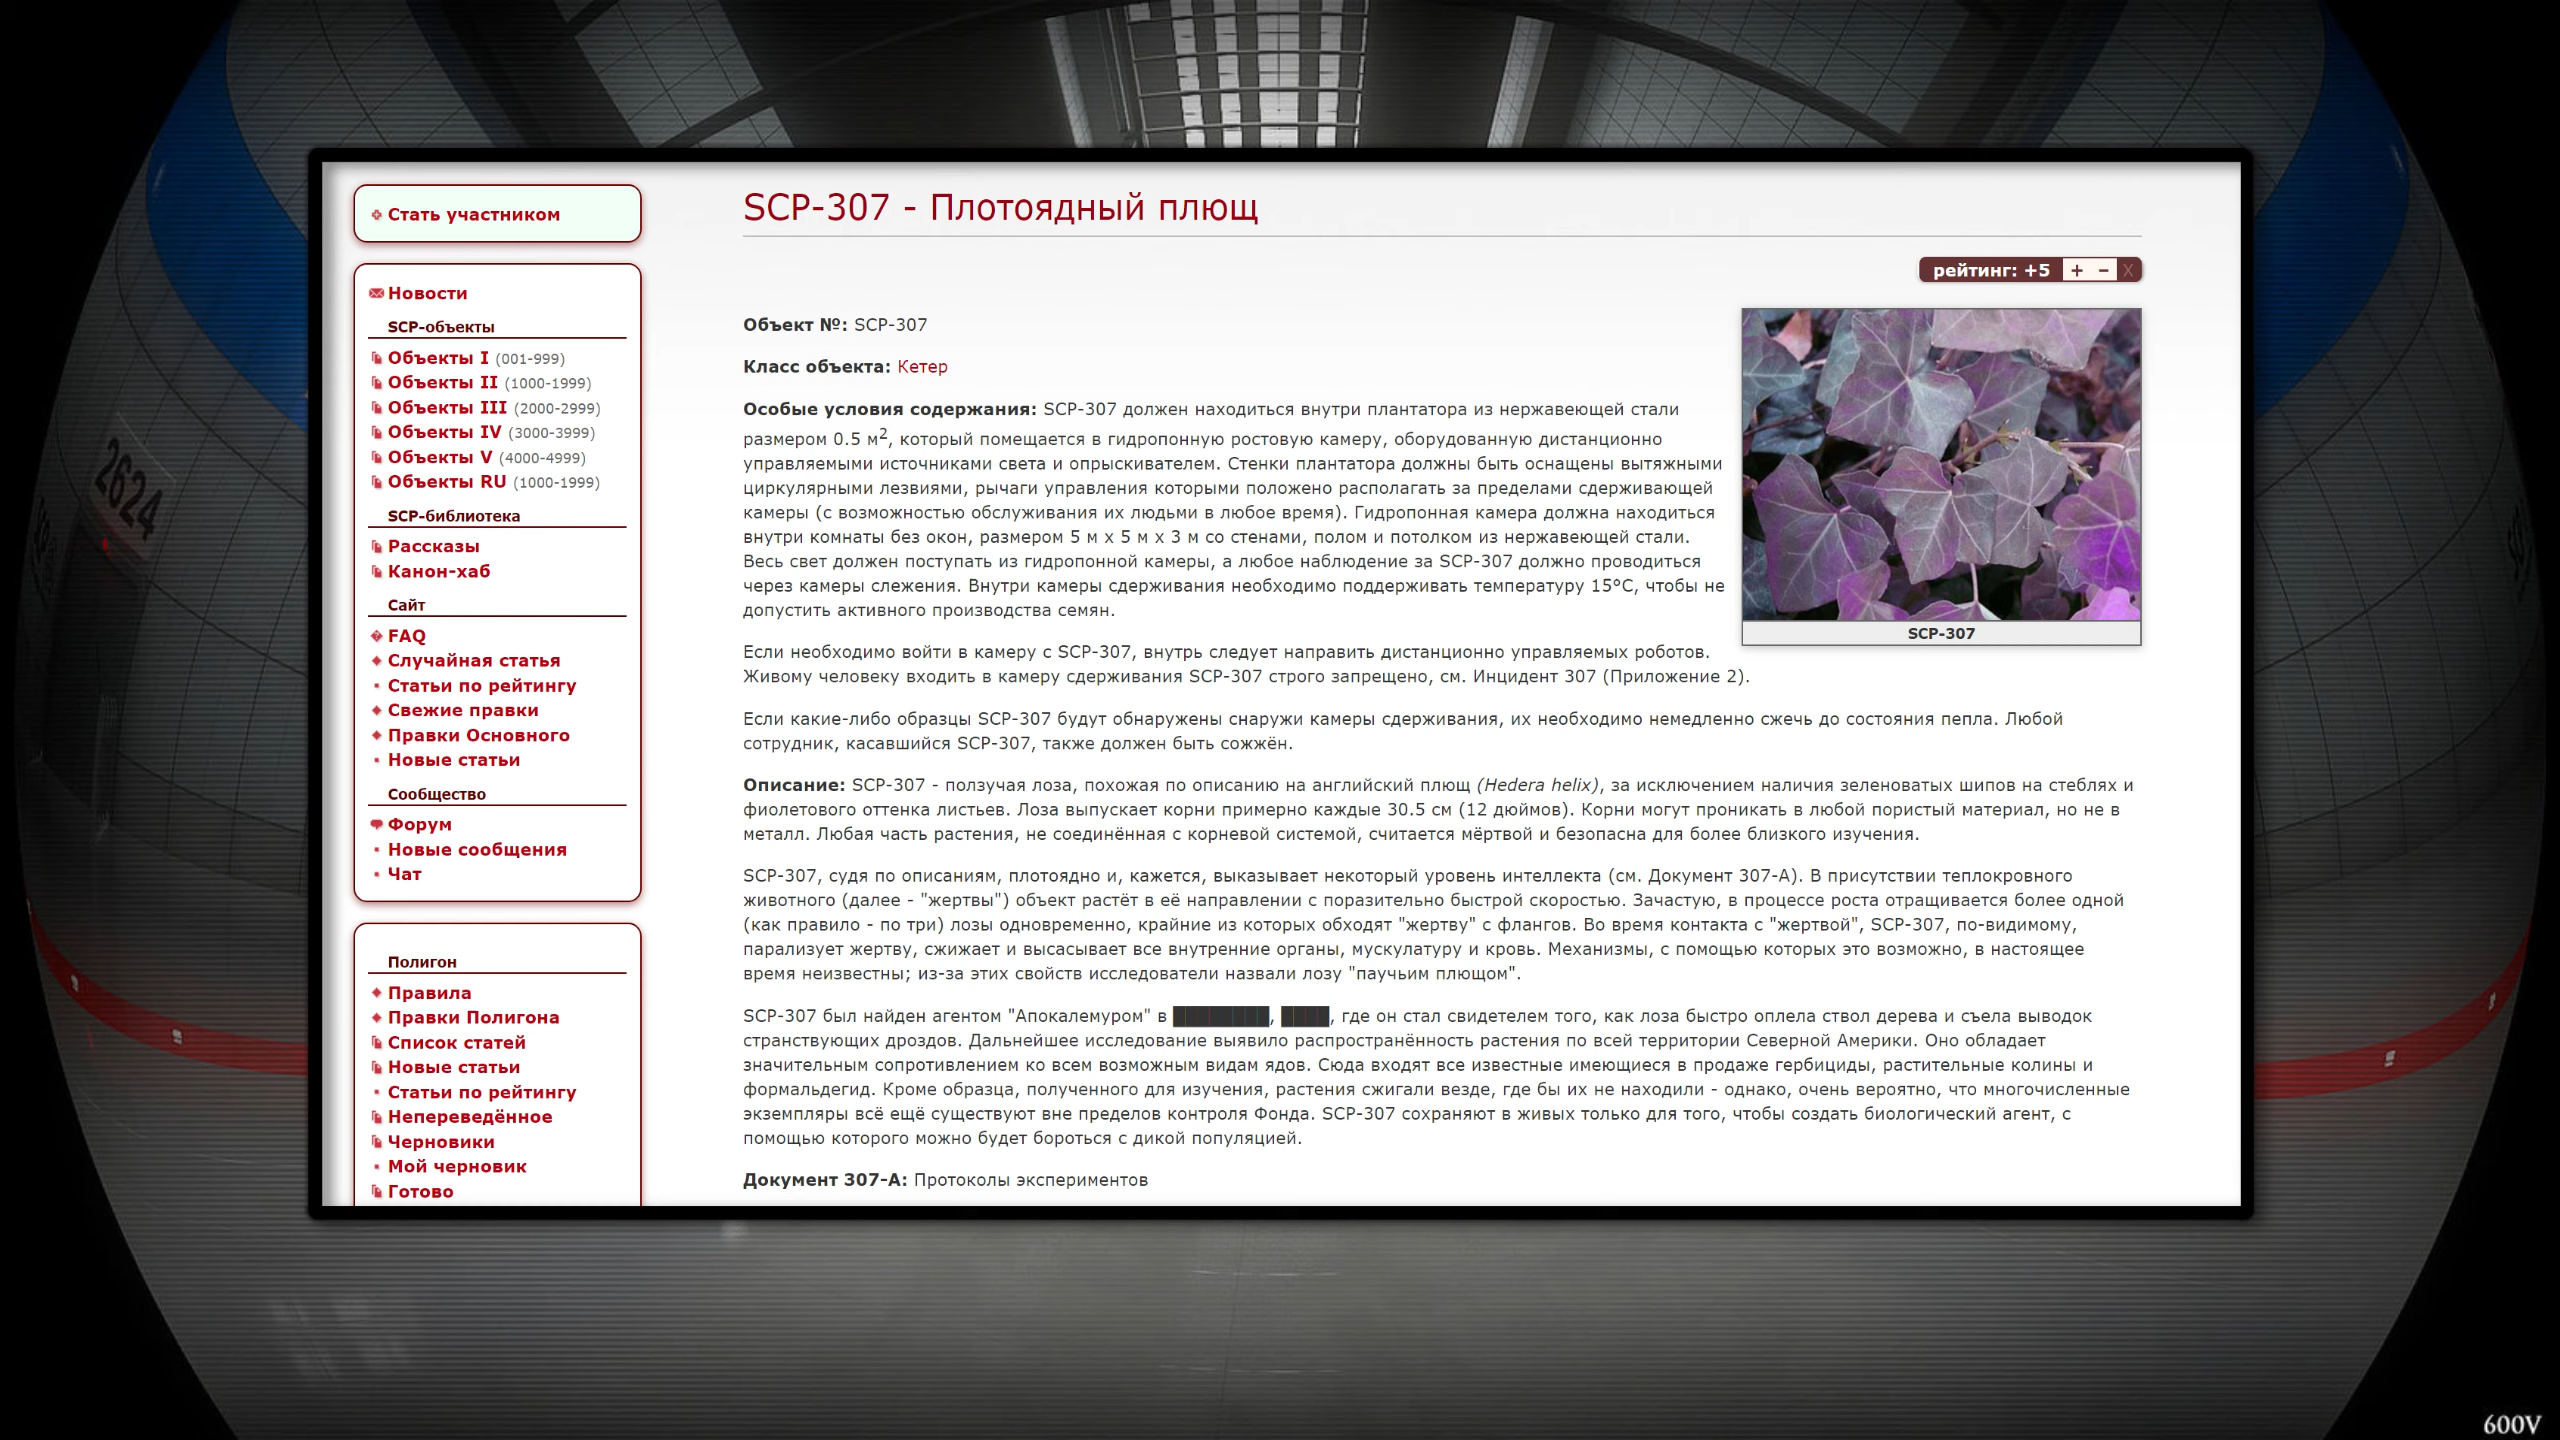 Стать участником
Новости
SCP-объекты
Объекты I (001-999)
Объекты II (1000-1999)
Объекты III (2000-2999)
Объекты IV (3000-3999)
Объекты V (4000-4999)
Объекты RU (1000-1999)
SCP-библиотека
Рассказы
Канон-хаб
Сайт
FAQ
Случайная статья
Статьи по рейтингу
Свежие правки
Правки Основного
Новые статьи
Сообщество
Форум
Новые сообщения
Чат
Полигон
Правила
Правки Полигона
Список статей
Новые статьи
Статьи по рейтингу
Непереведённое
Черновики
Мой черновик
Готово
SCP-307 - Плотоядный плющ
рейтинг: +5 + − X
Объект №: SCP-307
Класс объекта: Кетер
Особые условия содержания: SCP-307 должен находиться внутри плантатора из нержавеющей стали
размером 0.5 м², который помещается в гидропонную ростовую камеру, оборудованную дистанционно
управляемыми источниками света и опрыскивателем. Стенки плантатора должны быть оснащены вытяжными
циркулярными лезвиями, рычаги управления которыми положено располагать за пределами сдерживающей
камеры (с возможностью обслуживания их людьми в любое время). Гидропонная камера должна находиться
внутри комнаты без окон, размером 5 м x 5 м x 3 м со стенами, полом и потолком из нержавеющей стали.
Весь свет должен поступать из гидропонной камеры, а любое наблюдение за SCP-307 должно проводиться
через камеры слежения. Внутри камеры сдерживания необходимо поддерживать температуру 15°C, чтобы не
допустить активного производства семян.
SCP-307
Если необходимо войти в камеру с SCP-307, внутрь следует направить дистанционно управляемых роботов.
Живому человеку входить в камеру сдерживания SCP-307 строго запрещено, см. Инцидент 307 (Приложение 2).
Если какие-либо образцы SCP-307 будут обнаружены снаружи камеры сдерживания, их необходимо немедленно сжечь до состояния пепла. Любой
сотрудник, касавшийся SCP-307, также должен быть сожжён.
Описание: SCP-307 - ползучая лоза, похожая по описанию на английский плющ (Hedera helix), за исключением наличия зеленоватых шипов на стеблях и
фиолетового оттенка листьев. Лоза выпускает корни примерно каждые 30.5 см (12 дюймов). Корни могут проникать в любой пористый материал, но не в
металл. Любая часть растения, не соединённая с корневой системой, считается мёртвой и безопасна для более близкого изучения.
SCP-307, судя по описаниям, плотоядно и, кажется, выказывает некоторый уровень интеллекта (см. Документ 307-А). В присутствии теплокровного
животного (далее - "жертвы") объект растёт в её направлении с поразительно быстрой скоростью. Зачастую, в процессе роста отращивается более одной
(как правило - по три) лозы одновременно, крайние из которых обходят "жертву" с флангов. Во время контакта с "жертвой", SCP-307, по-видимому,
парализует жертву, сжижает и высасывает все внутренние органы, мускулатуру и кровь. Механизмы, с помощью которых это возможно, в настоящее
время неизвестны; из-за этих свойств исследователи назвали лозу "паучьим плющом".
SCP-307 был найден агентом "Апокалемуром" в ████████, ████, где он стал свидетелем того, как лоза быстро оплела ствол дерева и съела выводок
странствующих дроздов. Дальнейшее исследование выявило распространённость растения по всей территории Северной Америки. Оно обладает
значительным сопротивлением ко всем возможным видам ядов. Сюда входят все известные имеющиеся в продаже гербициды, растительные колины и
формальдегид. Кроме образца, полученного для изучения, растения сжигали везде, где бы их не находили - однако, очень вероятно, что многочисленные
экземпляры всё ещё существуют вне пределов контроля Фонда. SCP-307 сохраняют в живых только для того, чтобы создать биологический агент, с
помощью которого можно будет бороться с дикой популяцией.
Документ 307-А: Протоколы экспериментов
2624
600V